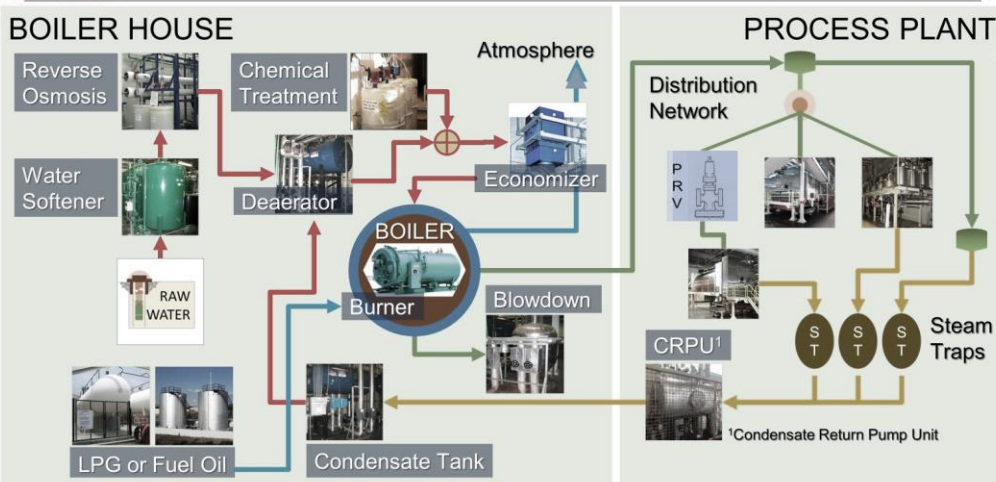 BOILER HOUSE
PROCESS PLANT
Reverse
Osmosis
Chemical
Treatment
Atmosphere
Distribution
Network
Water
Softener
Deaerator
Economizer
P
R
V
BOILER
Burner
Blowdown
RAW
WATER
CRPU¹
S
T
S
T
S
T
Steam
Traps
LPG or Fuel Oil
Condensate Tank
¹Condensate Return Pump Unit